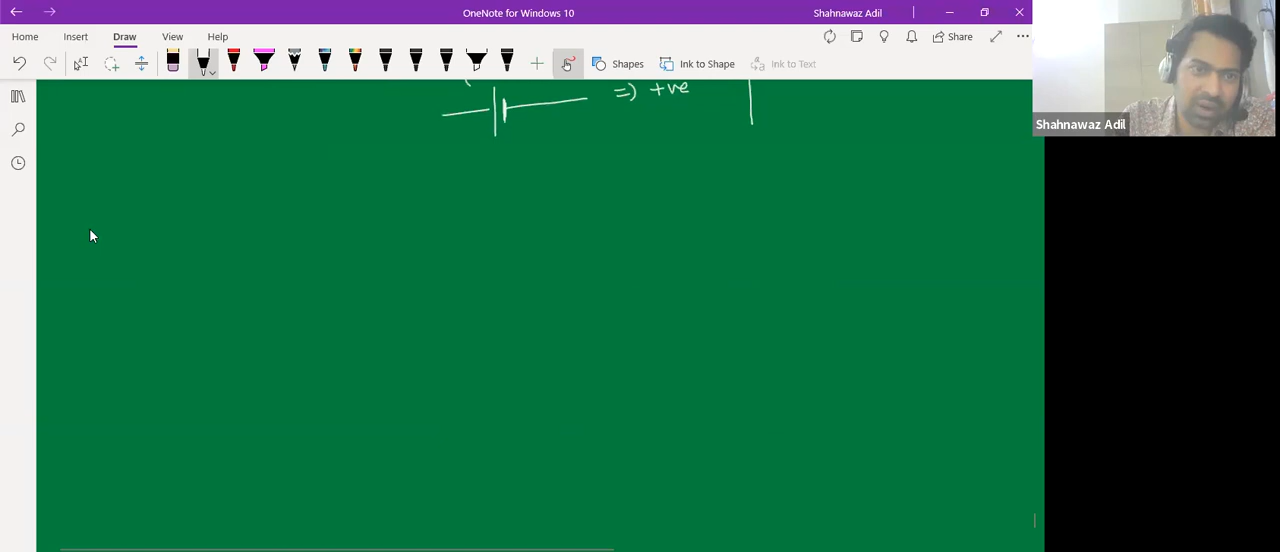 OneNote for Windows 10
Shahnawaz Adil
Home Insert Draw View Help
Share
Shapes Ink to Shape Ink to Text
=) +ve
Shahnawaz Adil